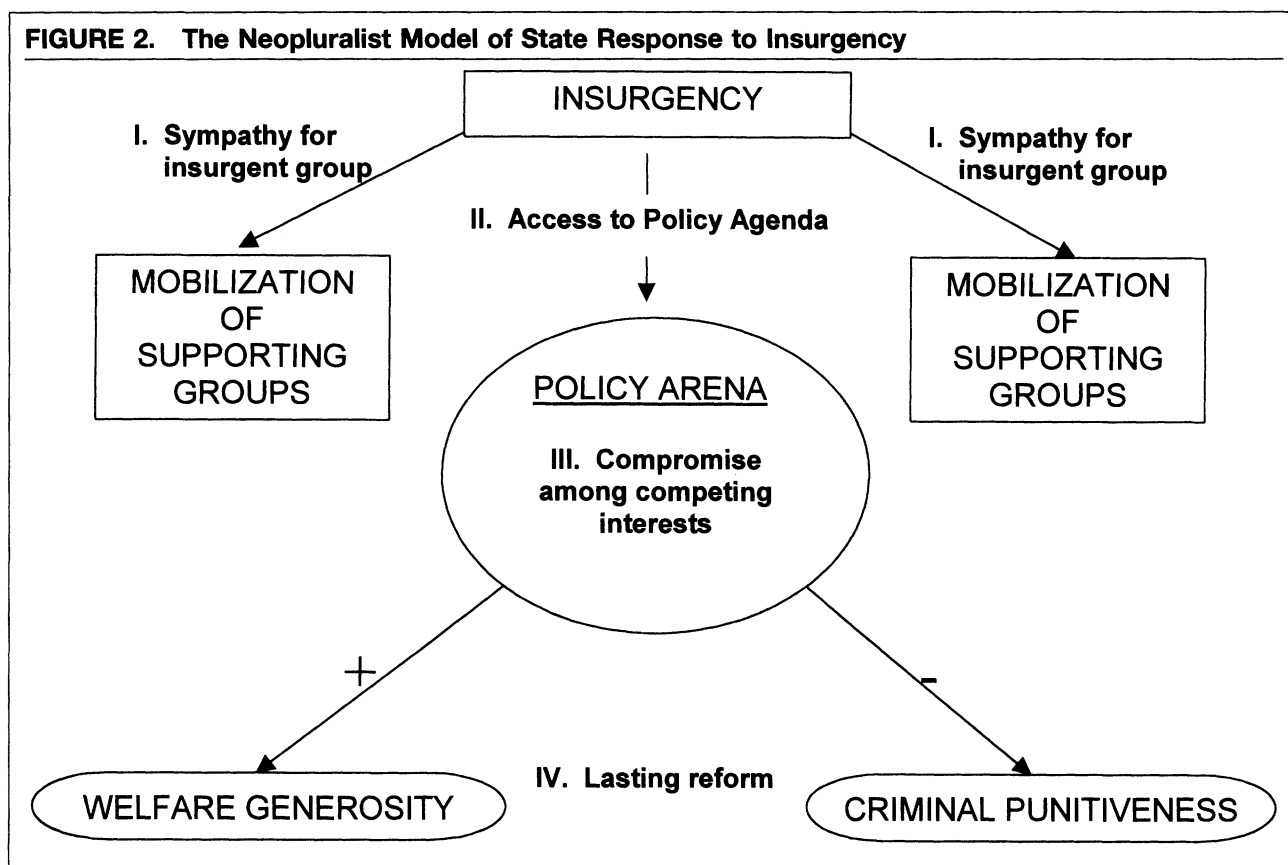 FIGURE 2. The Neopluralist Model of State Response to Insurgency
INSURGENCY
I. Sympathy for
insurgent group
I. Sympathy for
insurgent group
II. Access to Policy Agenda
MOBILIZATION
OF
SUPPORTING
GROUPS
MOBILIZATION
OF
SUPPORTING
GROUPS
POLICY ARENA
III. Compromise
among competing
interests
+
-
IV. Lasting reform
WELFARE GENEROSITY
CRIMINAL PUNITIVENESS